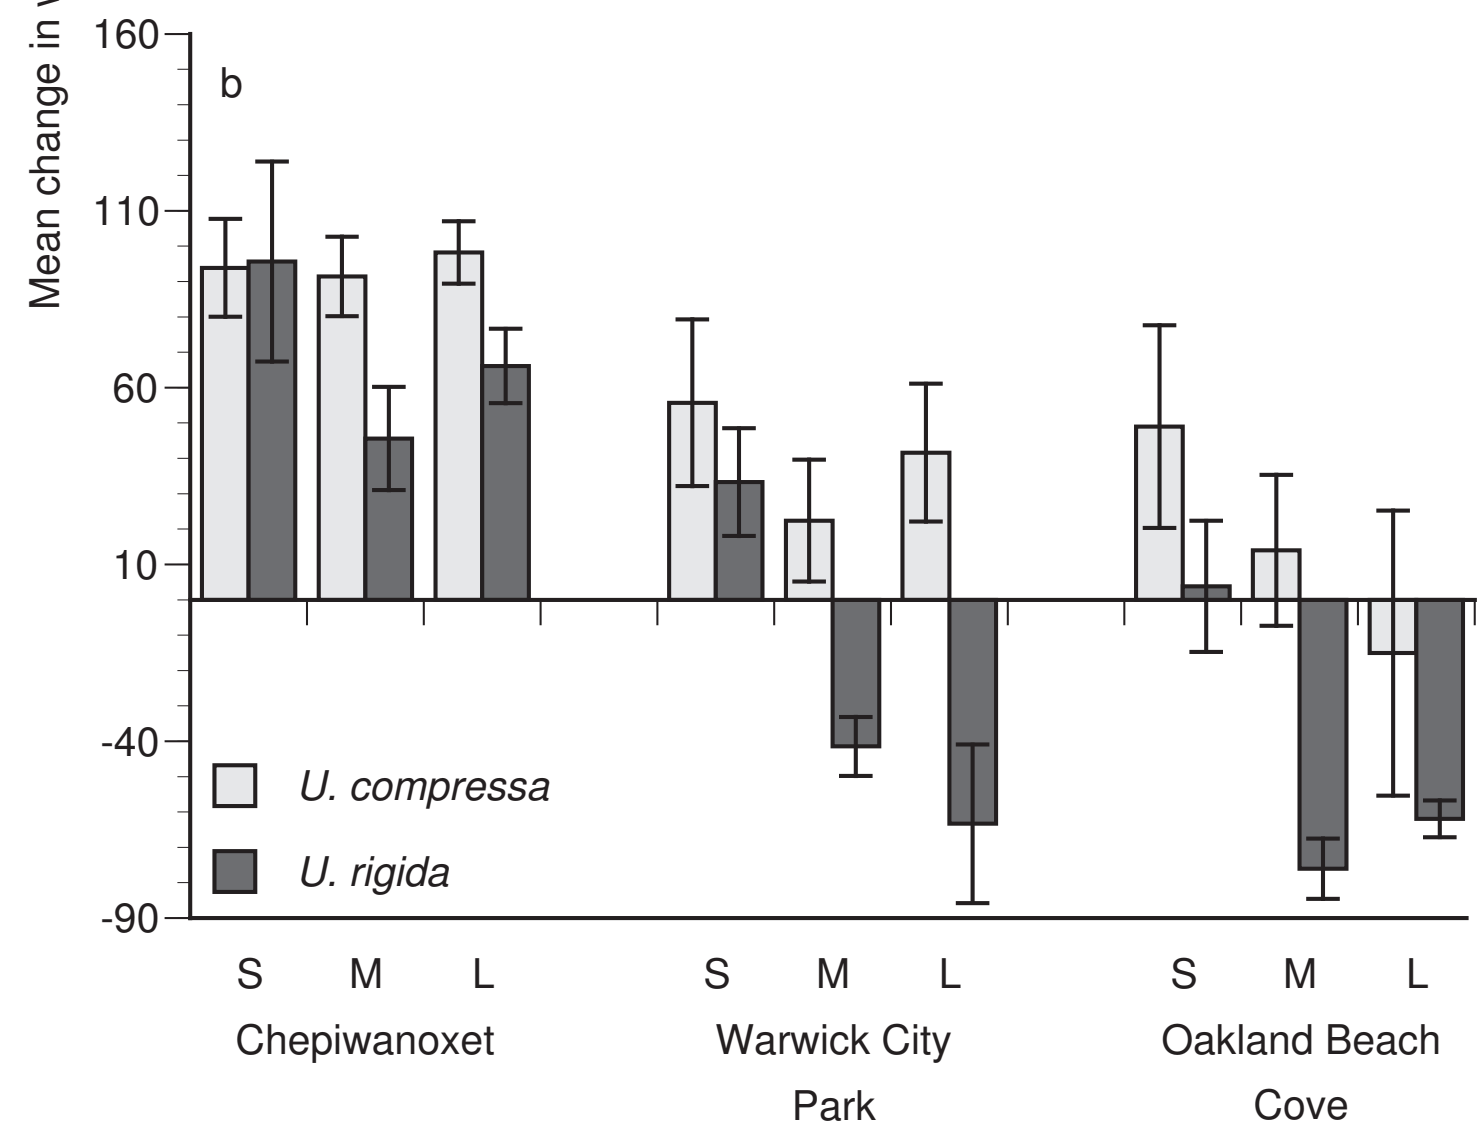 Mean change in
160
b
110
60
10
-40
-90
U. compressa
U. rigida
S M L S M L S M L
Chepiwanoxet Warwick City Oakland Beach
Park Cove